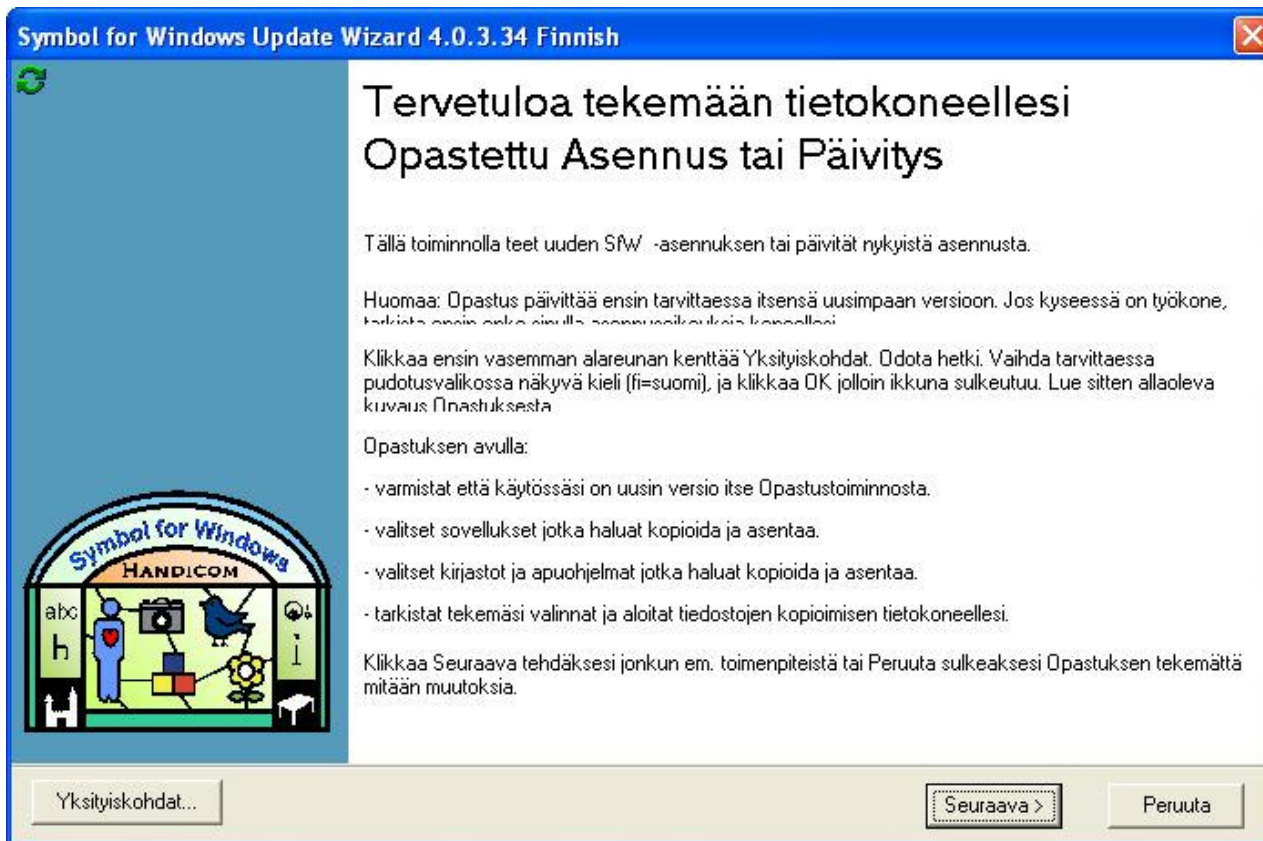 Symbol for Windows Update Wizard 4.0.3.34 Finnish
Tervetuloa tekemään tietokoneellesi
Opastettu Asennus tai Päivitys
Tällä toiminnolla teet uuden SfW -asennuksen tai päivität nykyistä asennusta.
Huomaa: Opastus päivittää ensin tarvittaessa itsensä uusimpaan versioon. Jos kyseessä on työkone,
tarkista ensin onko sinulla asennusoikeuksia koneellesi
Klikkaa ensin vasemman alareunan kenttää Yksityiskohdat. Odota hetki. Vaihda tarvittaessa
pudotusvalikossa näkyvä kieli (fi=suomi), ja klikkaa OK jolloin ikkuna sulkeutuu. Lue sitten allaoleva
kuvaus Opastuksesta
Opastuksen avulla:
- varmistat että käytössäsi on uusin versio itse Opastustoiminnosta.
- valitset sovellukset jotka haluat kopioida ja asentaa.
- valitset kirjastot ja apuohjelmat jotka haluat kopioida ja asentaa.
- tarkistat tekemäsi valinnat ja aloitat tiedostojen kopioimisen tietokoneellesi.
Klikkaa Seuraava tehdäksesi jonkun em. toimenpiteistä tai Peruuta sulkeaksesi Opastuksen tekemättä
mitään muutoksia.
Symbol for Windows
HANDICOM
abc
h
i
Yksityiskohdat...
Seuraava >
Peruuta